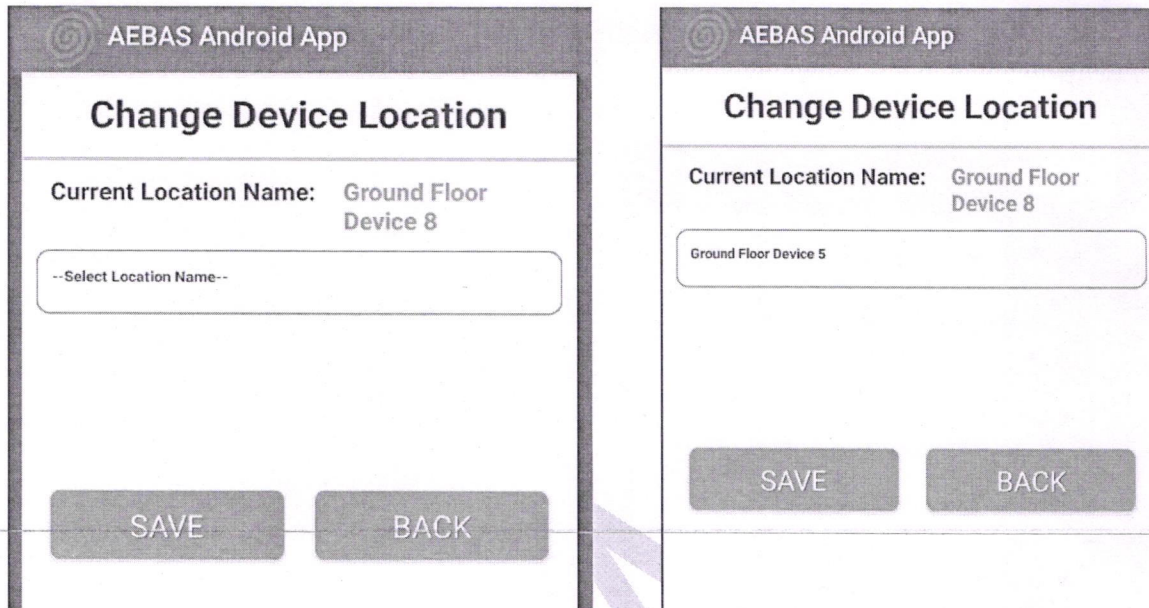 AEBAS Android App
Change Device Location
Current Location Name: Ground Floor
Device 8
--Select Location Name--
SAVE BACK
AEBAS Android App
Change Device Location
Current Location Name: Ground Floor
Device 8
Ground Floor Device 5
SAVE BACK